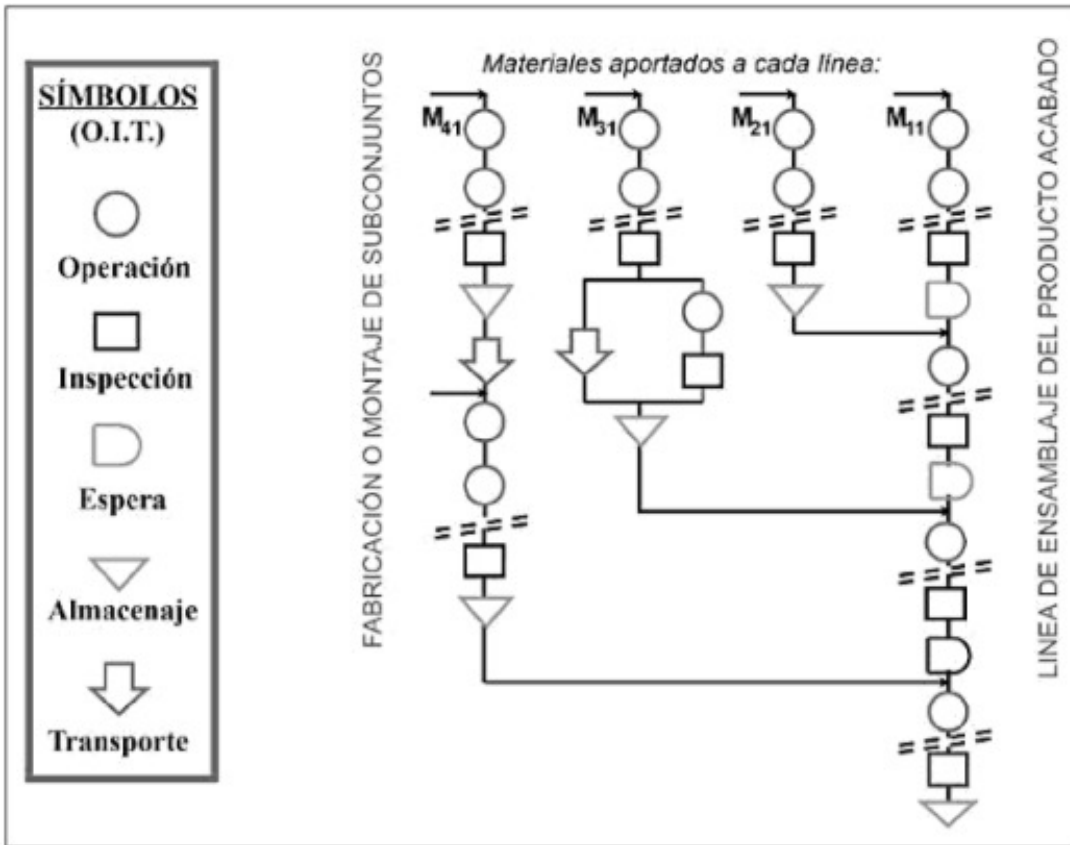 SÍMBOLOS
(O.I.T.)
Operación
Inspección
Espera
Almacenaje
Transporte
FABRICACIÓN O MONTAJE DE SUBCONJUNTOS
Materiales aportados a cada línea:
M41
M31
M21
M11
LINEA DE ENSAMBLAJE DEL PRODUCTO ACABADO